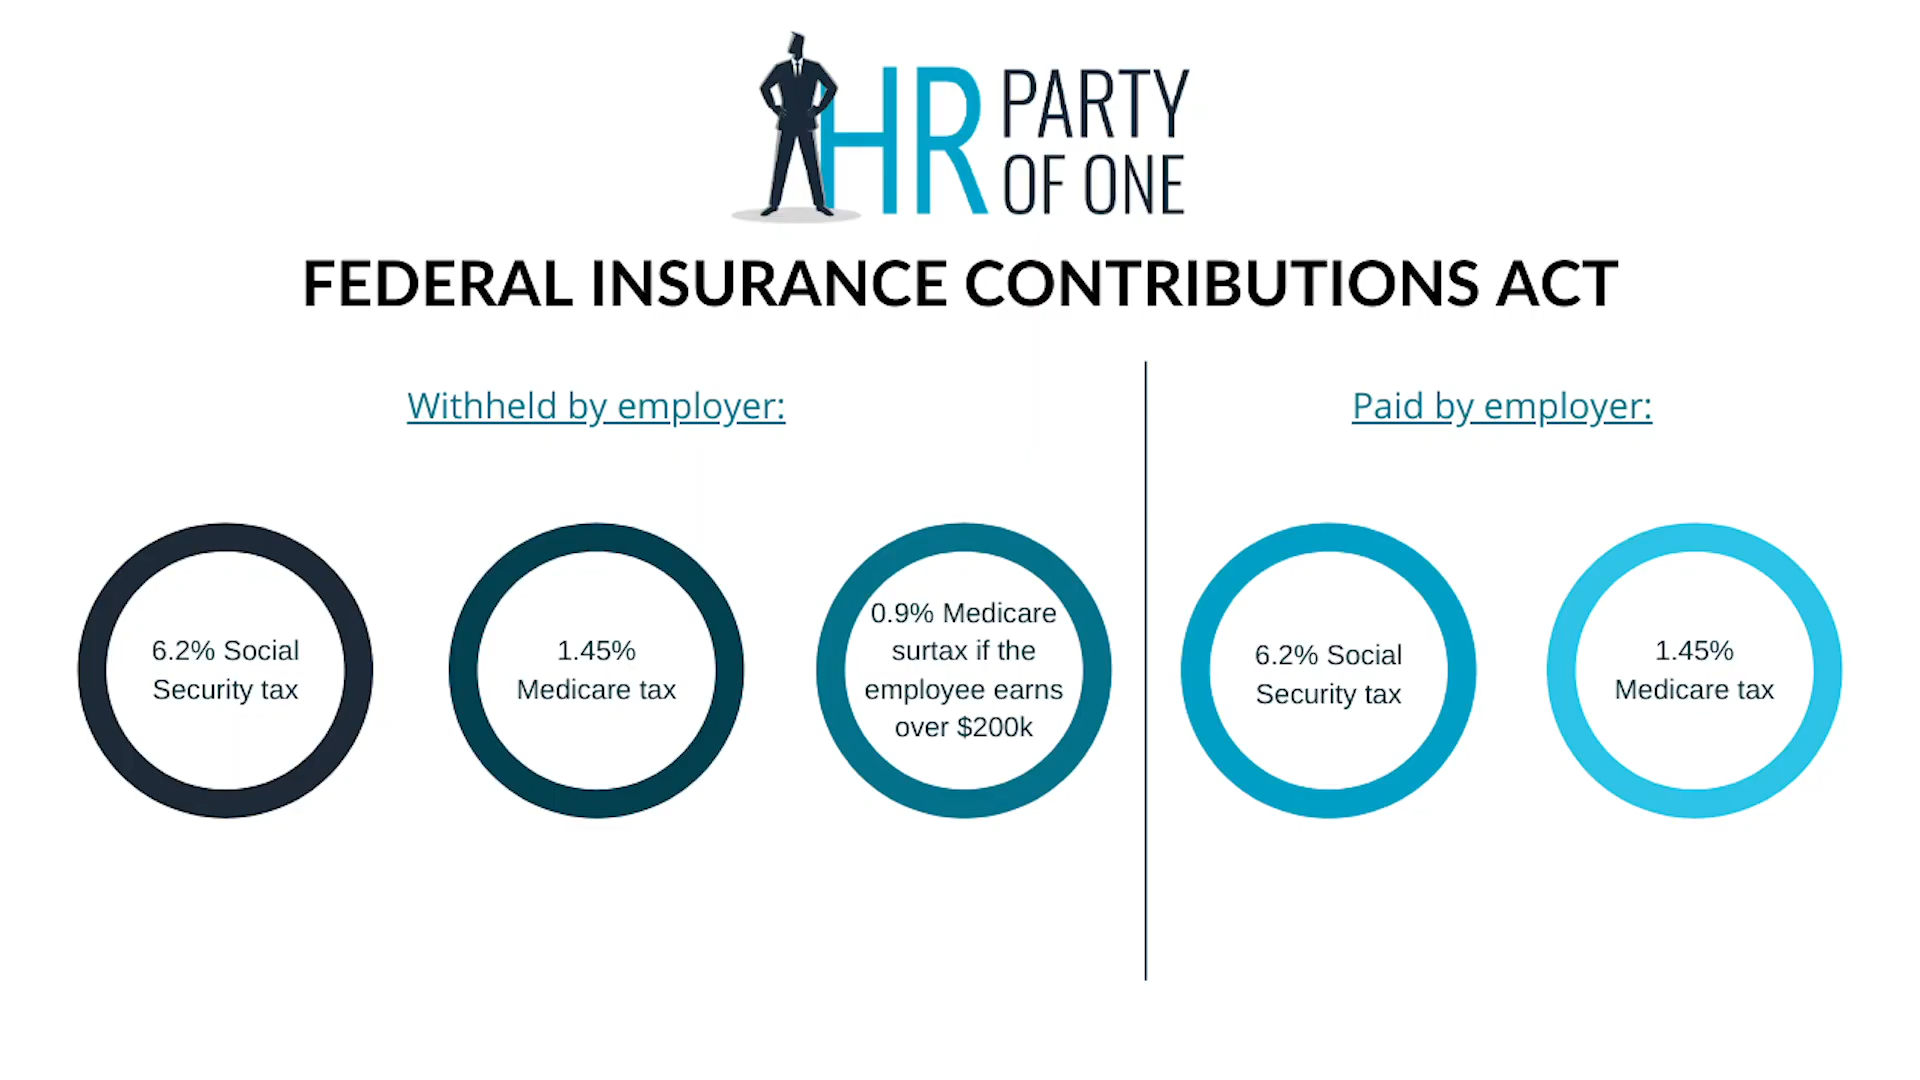 HR PARTY
OF ONE
FEDERAL INSURANCE CONTRIBUTIONS ACT
Withheld by employer:
6.2% Social
Security tax
1.45%
Medicare tax
0.9% Medicare
surtax if the
employee earns
over $200k
Paid by employer:
6.2% Social
Security tax
1.45%
Medicare tax